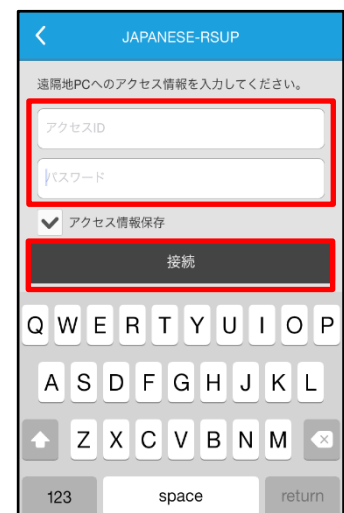 JAPANESE-RSUP
遠隔地PCへのアクセス情報を入力してください。
アクセスID
パスワード
アクセス情報保存
接続
Q W E R T Y U I O P
A S D F G H J K L
Z X C V B N M
123 space return